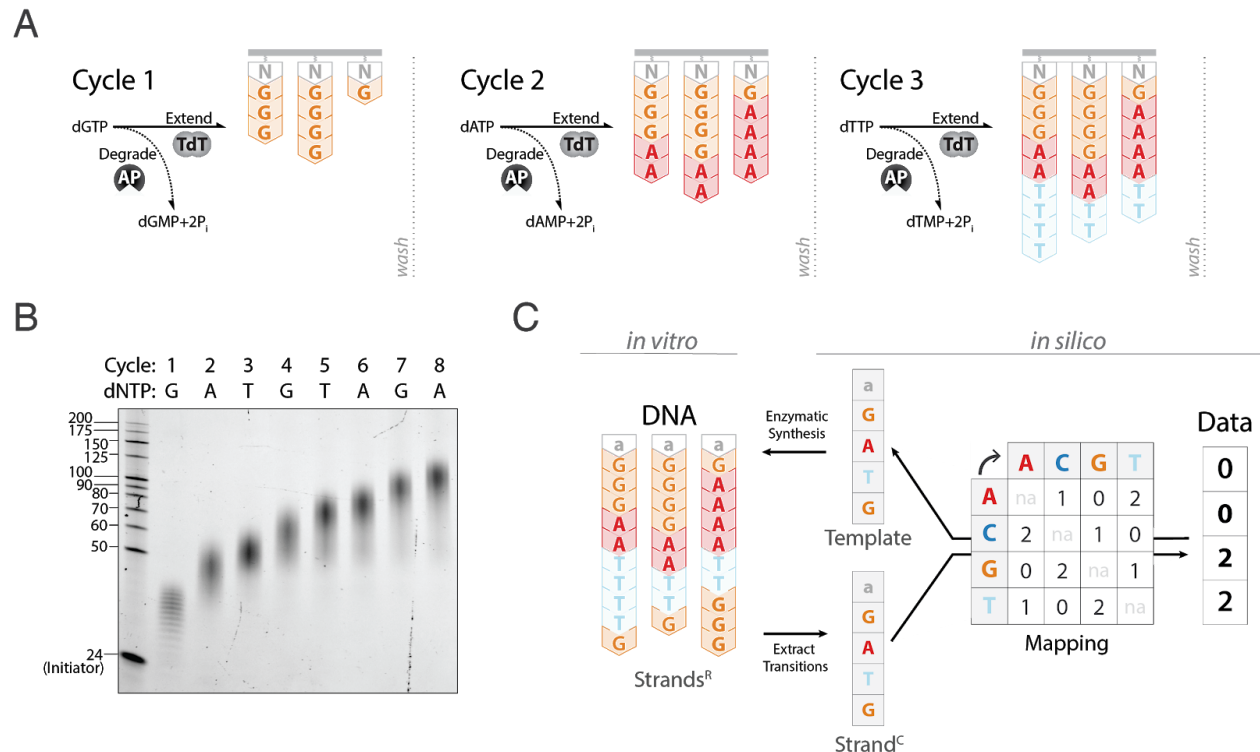 A
Cycle 1
dGTP
Extend
TdT
Degrade
AP
dGMP+2Pi
N N N
G G G
G G
G G
G
wash
Cycle 2
dATP
Extend
TdT
Degrade
AP
dAMP+2Pi
N N N
G G G
G G A
G G A
A G A
A A A
A
wash
Cycle 3
dTTP
Extend
TdT
Degrade
AP
dTMP+2Pi
N N N
G G G
G G A
G G A
A G A
A A A
T A T
T T T
T T
T
wash
B
Cycle: 1 2 3 4 5 6 7 8
dNTP: G A T G T A G A
200
175
150
125
100
90
80
70
60
50
24
(Initiator)
C
in vitro
in silico
DNA
a a a
G G G
G G A
G G A
A G A
A A A
T A T
T T T
T T G
T G G
G G
Strandsᴿ
Enzymatic
Synthesis
Extract
Transitions
a
G
A
T
G
Template
a
G
A
T
G
Strandᶜ
A C G T
A na 1 0 2
C 2 na 1 0
G 0 2 na 1
T 1 0 2 na
Mapping
Data
0
0
2
2